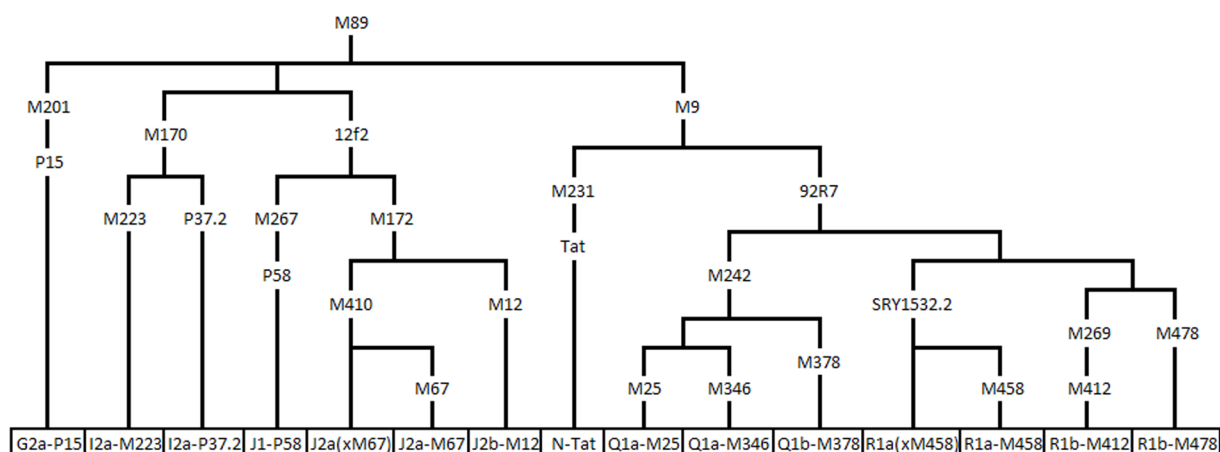 M89
M201
M9
M170
12f2
P15
M231
92R7
M223
P37.2
M267
M172
Tat
P58
M242
M410
M12
SRY1532.2
M269
M478
M378
M67
M25
M346
M458
M412
G2a-P15 I2a-M223 I2a-P37.2 J1-P58 J2a(xM67) J2a-M67 J2b-M12 N-Tat Q1a-M25 Q1a-M346 Q1b-M378 R1a(xM458) R1a-M458 R1b-M412 R1b-M478